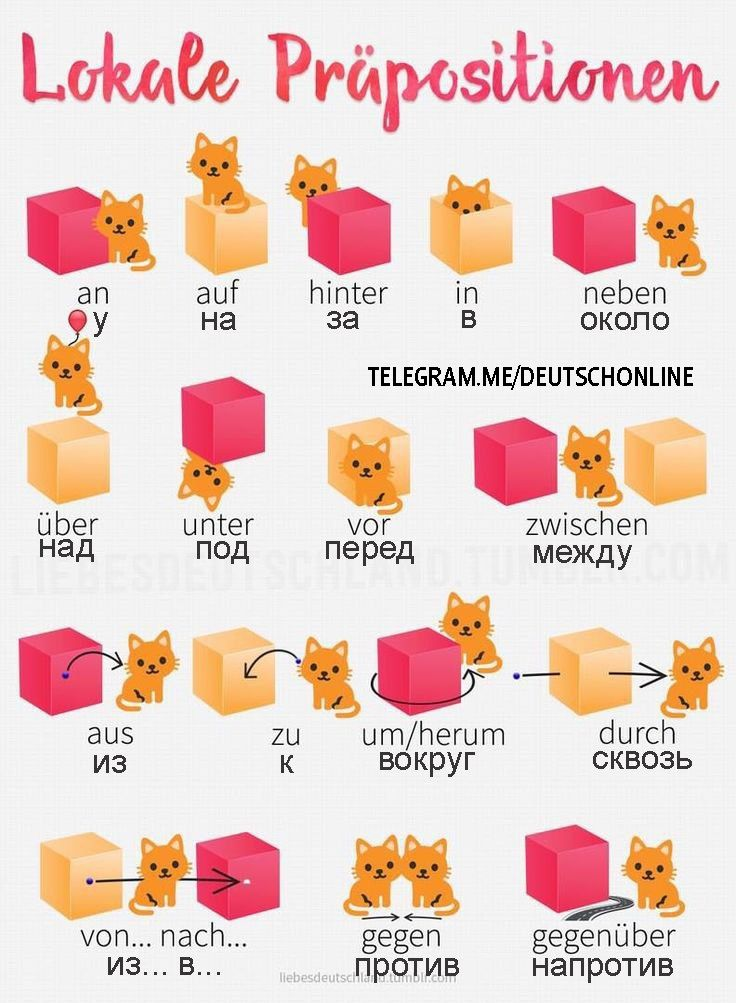 Lokale Präpositionen
an auf hinter in neben
у на за в около
TELEGRAM.ME/DEUTSCHONLINE
über unter vor zwischen
над под перед между
LIEBESDEUTSCHLAND.TUMBLR.COM
aus zu um/herum durch
из к вокруг сквозь
von... nach... gegen gegenüber
из... в... против напротив
liebesdeutschland.tumblr.com